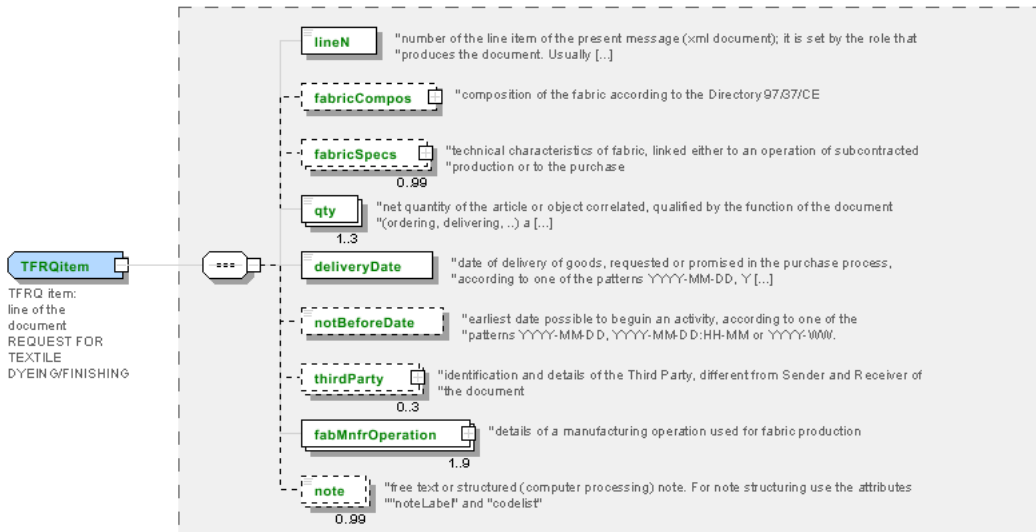 lineN
"number of the line item of the present message (xml document); it is set by the role that
"produces the document. Usually [...]
fabricCompos
"composition of the fabric according to the Directory 97/37/CE
fabricSpecs
"technical characteristics of fabric, linked either to an operation of subcontracted
"production or to the purchase
0..99
qty
"net quantity of the article or object correlated, qualified by the function of the document
"(ordering, delivering, ..) a [...]
1..3
TFRQitem
TFRQ item:
line of the
document
REQUEST FOR
TEXTILE
DYEING/FINISHING
deliveryDate
"date of delivery of goods, requested or promised in the purchase process,
"according to one of the patterns YYYY-MM-DD, Y [...]
notBeforeDate
"earliest date possible to beguin an activity, according to one of the
"patterns YYYY-MM-DD, YYYY-MM-DD:HH-MM or YYYY-WW.
thirdParty
"identification and details of the Third Party, different from Sender and Receiver of
"the document
0..3
fabMnfrOperation
"details of a manufacturing operation used for fabric production
1..9
note
"free text or structured (computer processing) note. For note structuring use the attributes
""noteLabel" and "codelist"
0..99